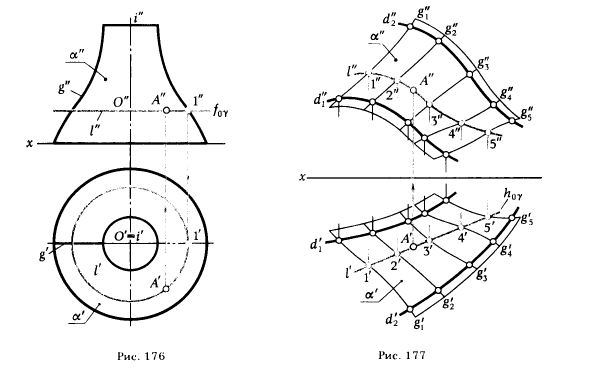 i″
α″
g″
O″
A″
1″
f₀γ
l″
x
O′≡i′
1′
g′
l′
A′
α′
Рис. 176
d″₂
g″₁
g″₂
α″
g″₃
l″
1″
2″
A″
g″₄
d″₁
3″
4″
g″₅
5″
x
h₀γ
d′₁
A′
3′
4′
5′
g′₅
l′
1′
2′
g′₄
g′₃
α′
g′₂
d′₂
g′₁
Рис. 177